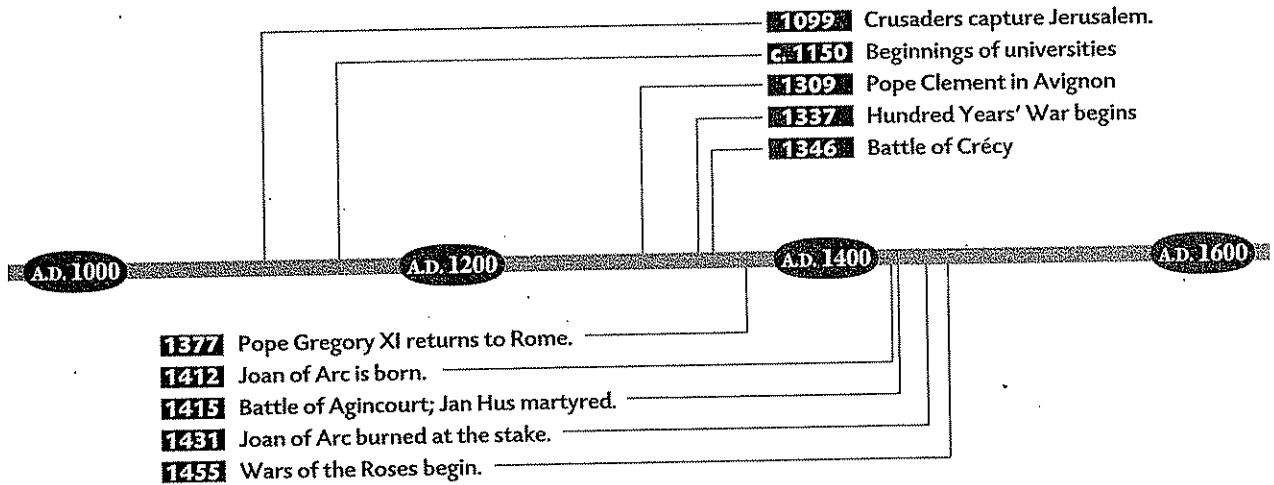 1099 Crusaders capture Jerusalem.
c. 1150 Beginnings of universities
1309 Pope Clement in Avignon
1337 Hundred Years' War begins
1346 Battle of Crécy
A.D. 1000 A.D. 1200 A.D. 1400 A.D. 1600
1377 Pope Gregory XI returns to Rome.
1412 Joan of Arc is born.
1415 Battle of Agincourt; Jan Hus martyred.
1431 Joan of Arc burned at the stake.
1455 Wars of the Roses begin.